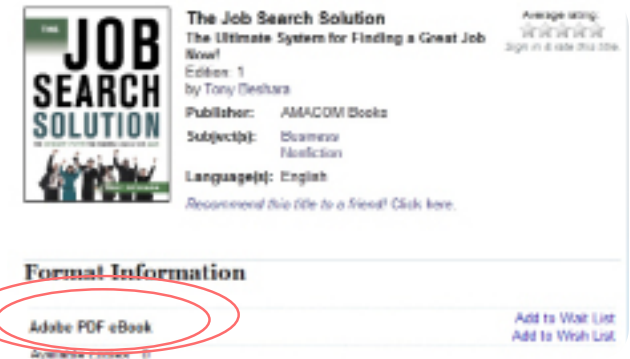 THE
JOB
SEARCH
SOLUTION
The Job Search Solution
The Ultimate System for Finding a Great Job
Now!
Edition: 1
by Tony Beshara
Publisher: AMACOM Books
Subject(s): Business
Nonfiction
Language(s): English
Recommend this title to a friend! Click here.
Average rating:
Sign in & rate this title.
Format Information
Adobe PDF eBook
Add to Wait List
Add to Wish List